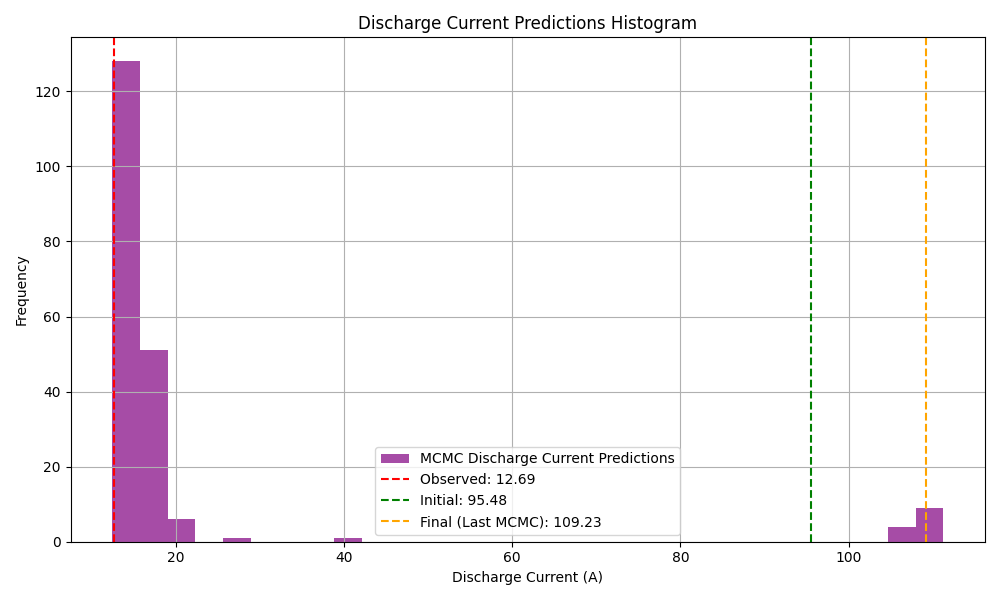 Discharge Current Predictions Histogram
120
100
80
60
40
20
0
Frequency
MCMC Discharge Current Predictions
Observed: 12.69
Initial: 95.48
Final (Last MCMC): 109.23
20 40 60 80 100
Discharge Current (A)